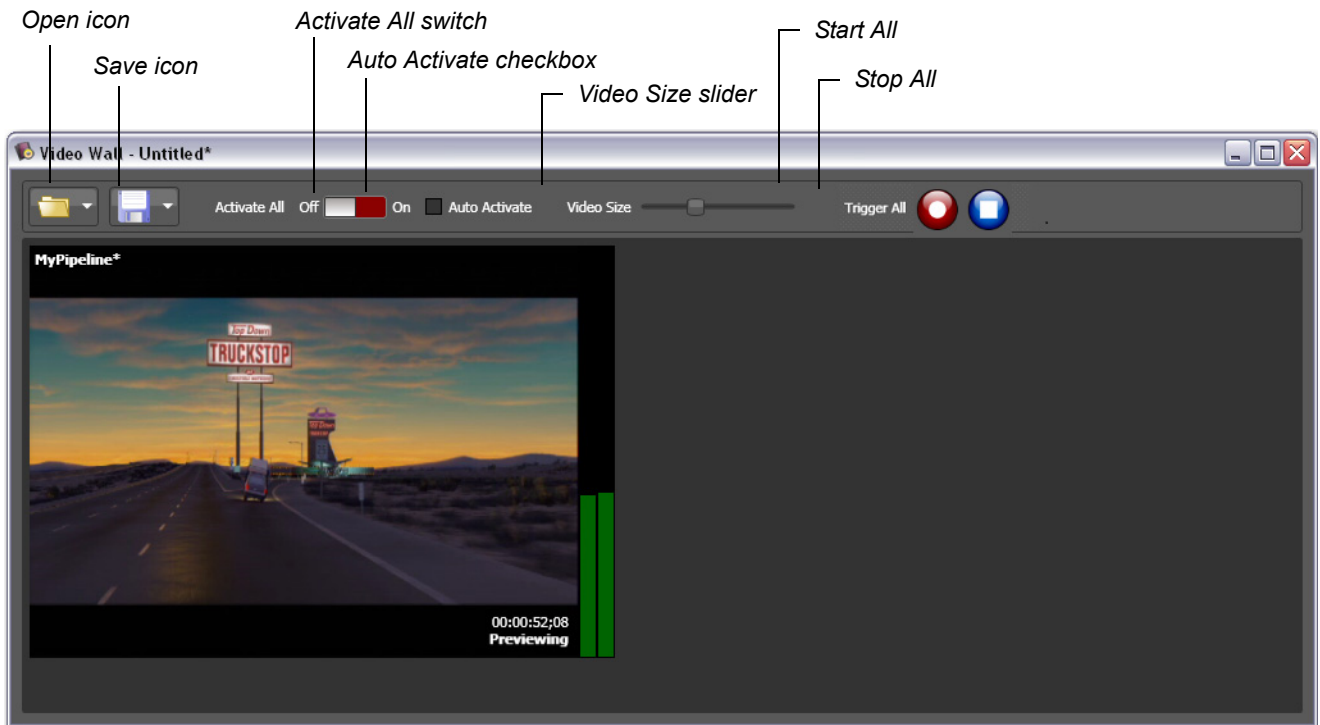 Open icon
Activate All switch
Start All
Save icon
Auto Activate checkbox
Stop All
Video Size slider
Video Wall - Untitled*
Activate All Off On Auto Activate Video Size Trigger All
MyPipeline*
Top Down
TRUCKSTOP
00:00:52;08
Previewing